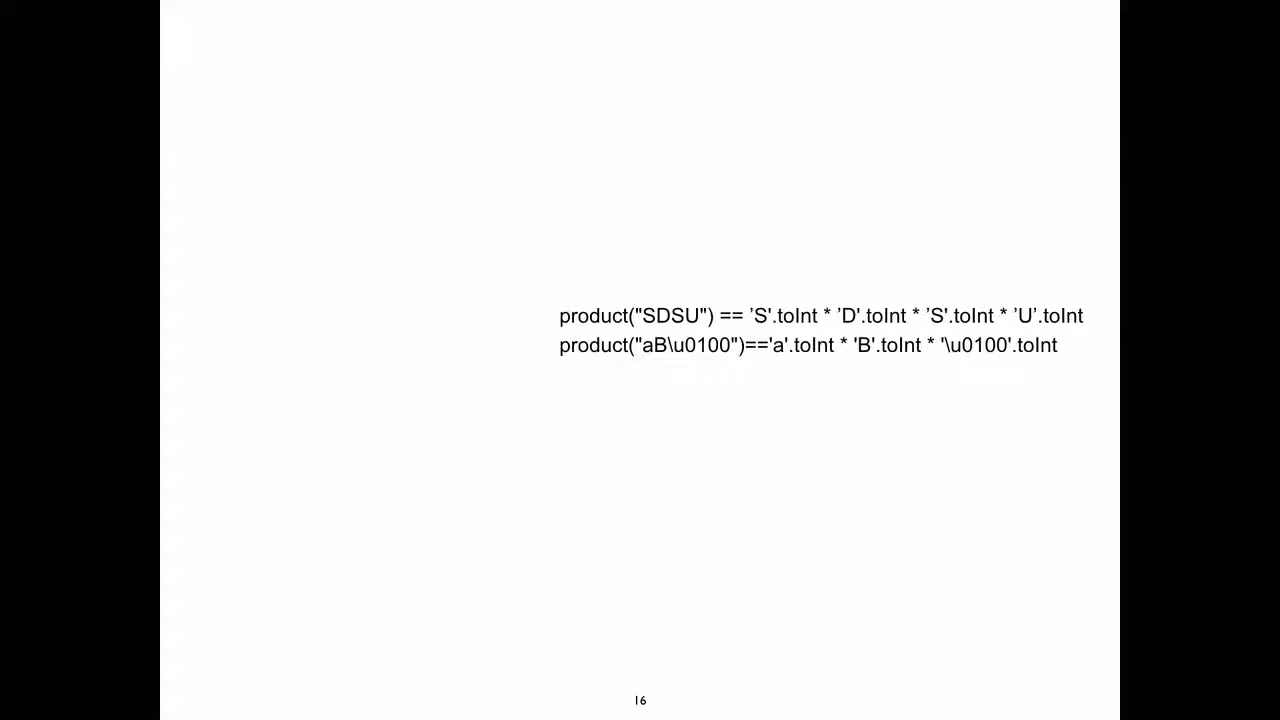 product("SDSU") == ’S'.toInt * ’D'.toInt * ’S'.toInt * ’U’.toInt
product("aB\u0100")=='a'.toInt * 'B'.toInt * '\u0100'.toInt
16